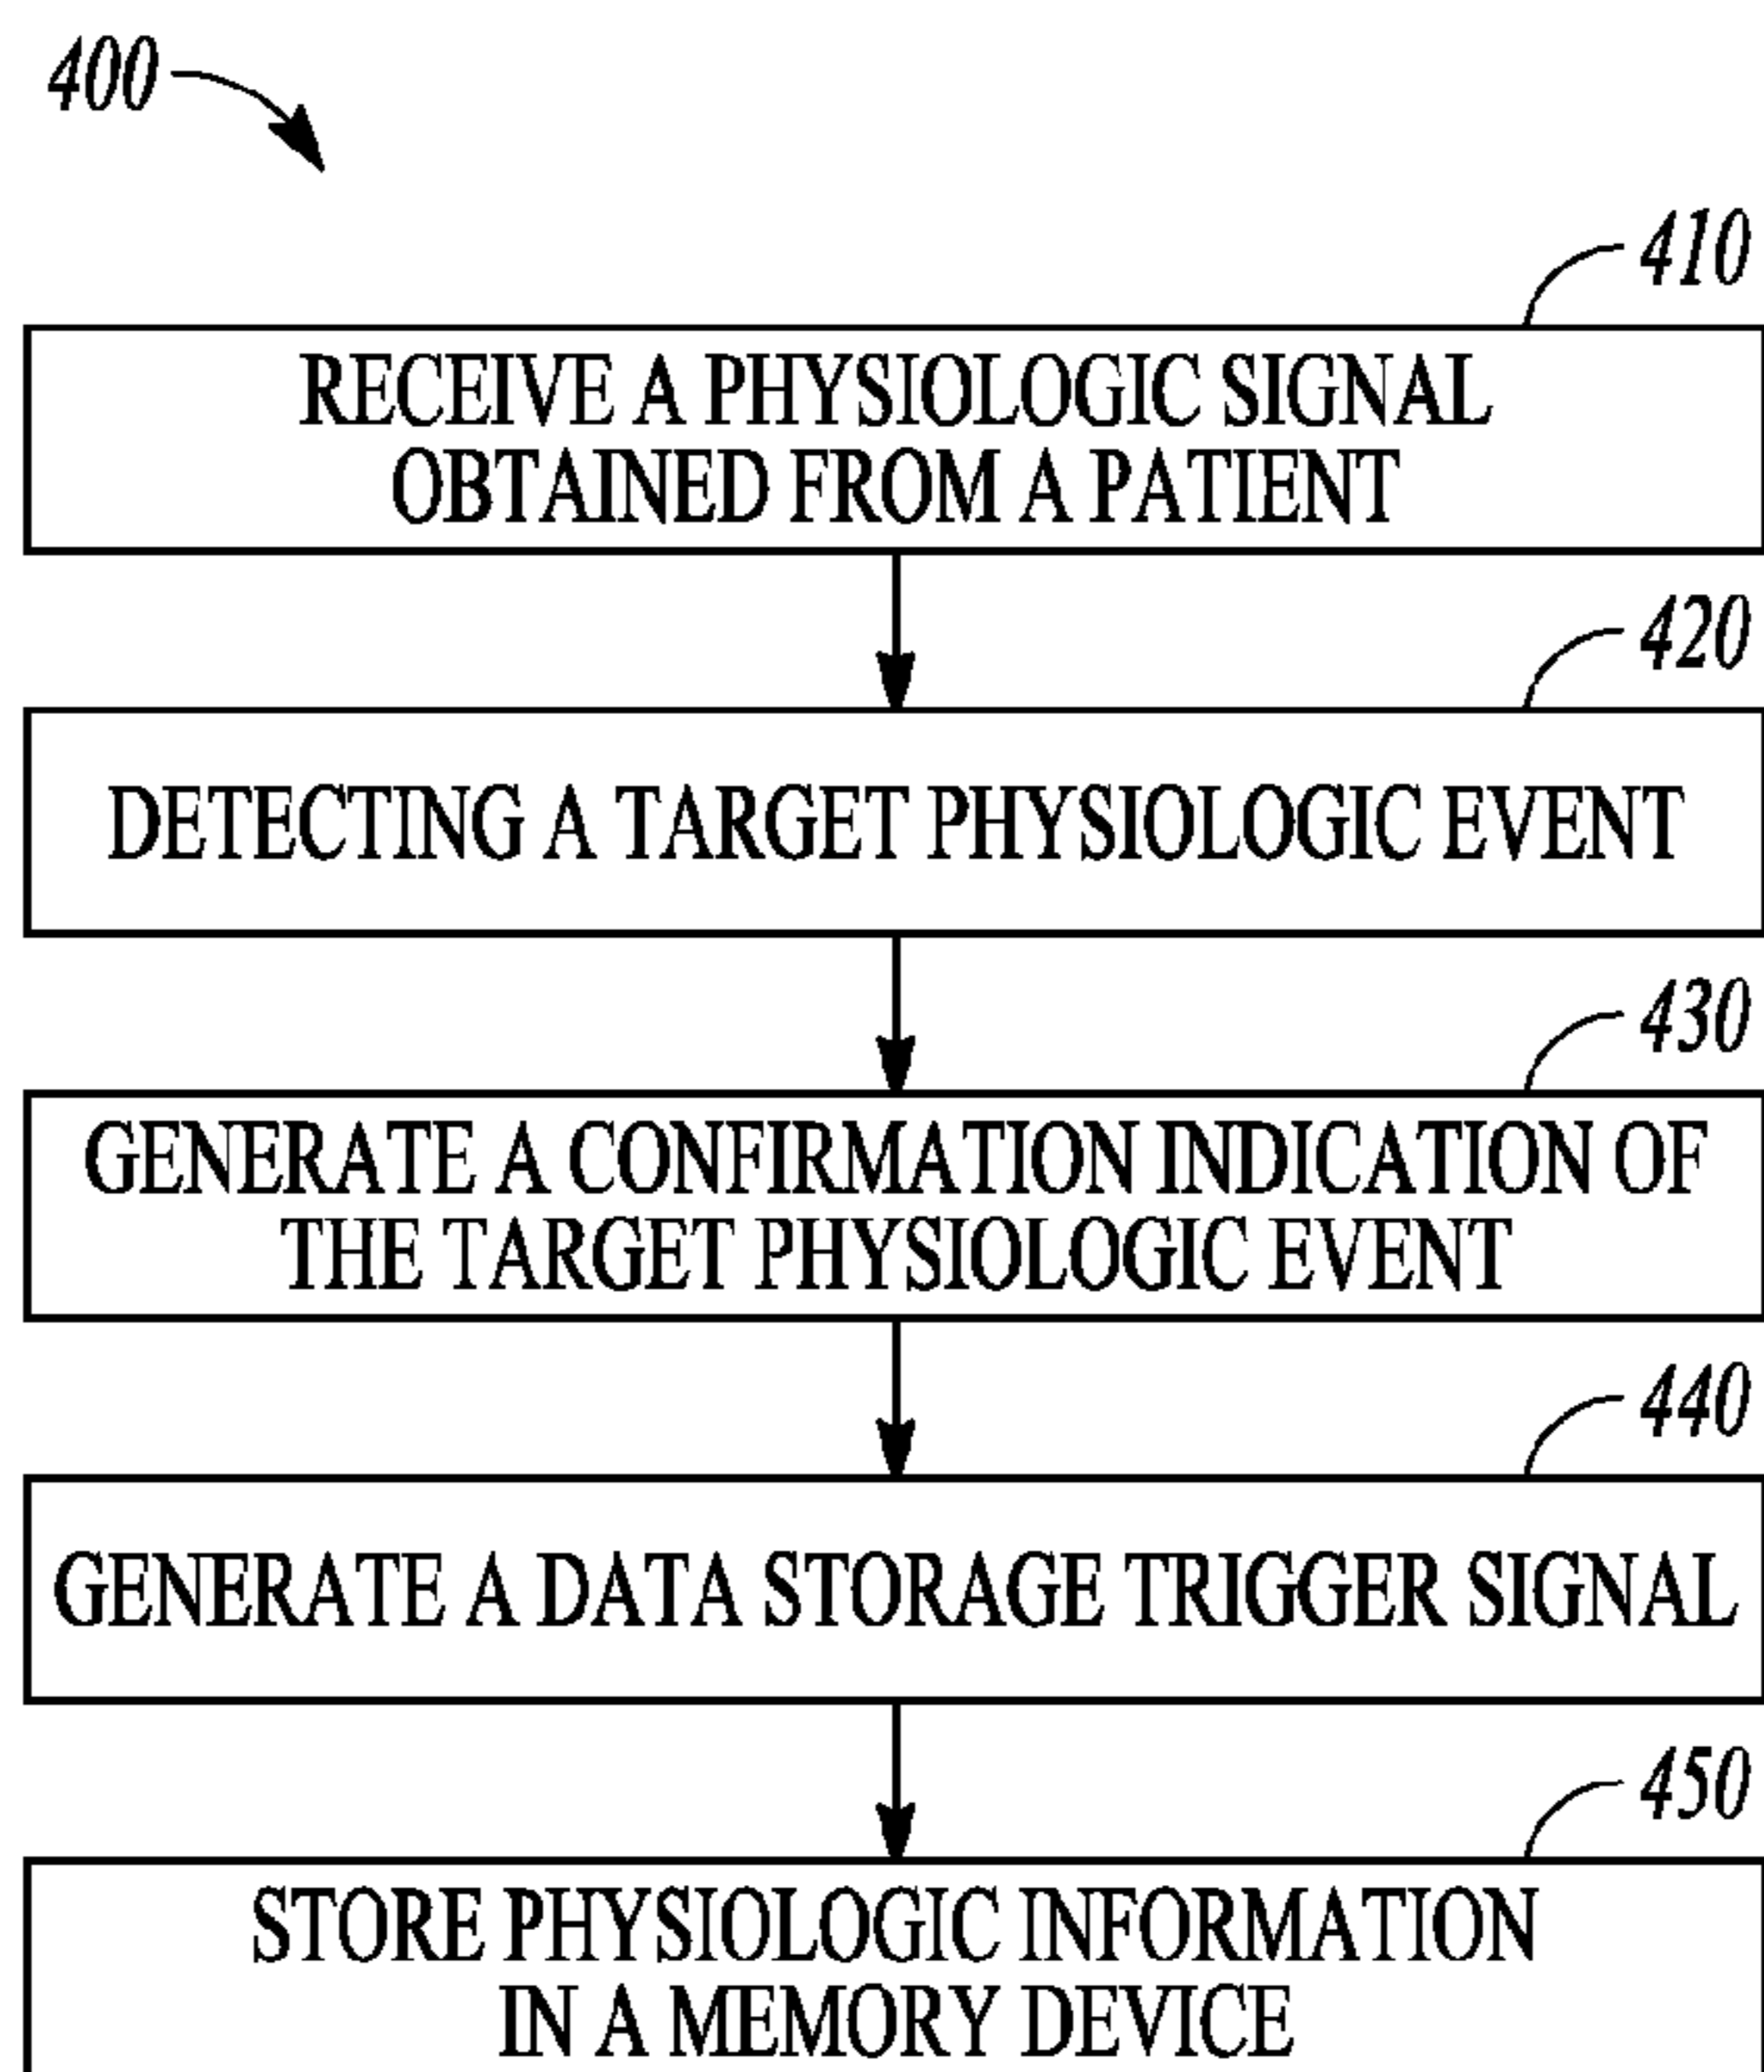 400
410
RECEIVE A PHYSIOLOGIC SIGNAL
OBTAINED FROM A PATIENT
420
DETECTING A TARGET PHYSIOLOGIC EVENT
430
GENERATE A CONFIRMATION INDICATION OF
THE TARGET PHYSIOLOGIC EVENT
440
GENERATE A DATA STORAGE TRIGGER SIGNAL
450
STORE PHYSIOLOGIC INFORMATION
IN A MEMORY DEVICE